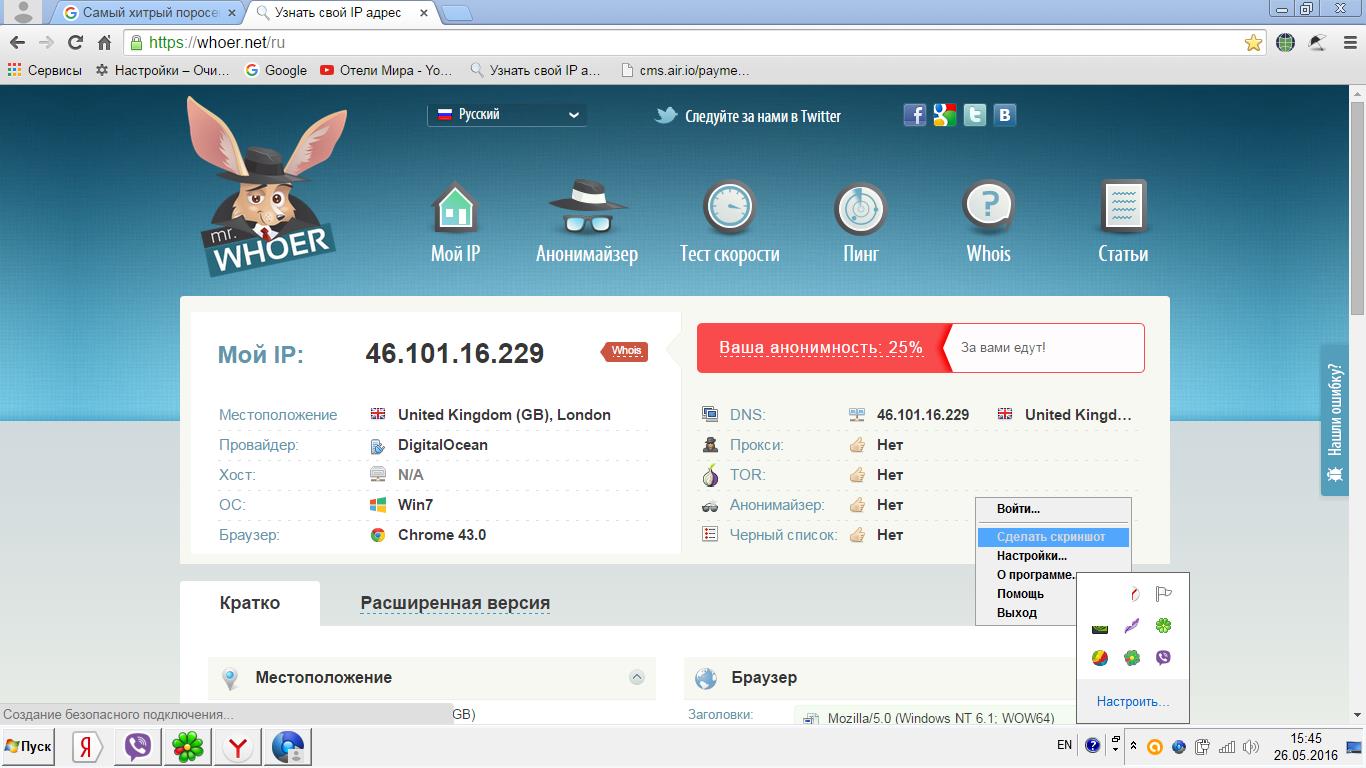 Самый хитрый поросе
Узнать свой IP адрес
https://whoer.net/ru
Сервисы
Настройки – Очи...
Google
Отели Мира - Yo...
Узнать свой IP а...
cms.air.io/payme...
Русский
Следуйте за нами в Twitter
mr.
WHOER
Мой IP
Анонимайзер
Тест скорости
Пинг
Whois
Статьи
Мой IP:
46.101.16.229
Whois
Ваша анонимность: 25%
За вами едут!
Местоположение
United Kingdom (GB), London
Провайдер:
DigitalOcean
Хост:
N/A
ОС:
Win7
Браузер:
Chrome 43.0
DNS:
46.101.16.229
United Kingd...
Прокси:
Нет
TOR:
Нет
Анонимайзер:
Нет
Черный список:
Нет
Нашли ошибку?
Войти...
Сделать скриншот
Настройки...
О программе..
Помощь
Выход
Кратко
Расширенная версия
Местоположение
Браузер
GB)
Заголовки:
Mozilla/5.0 (Windows NT 6.1; WOW64)
Настроить...
Создание безопасного подключения...
Пуск
EN
15:45
26.05.2016